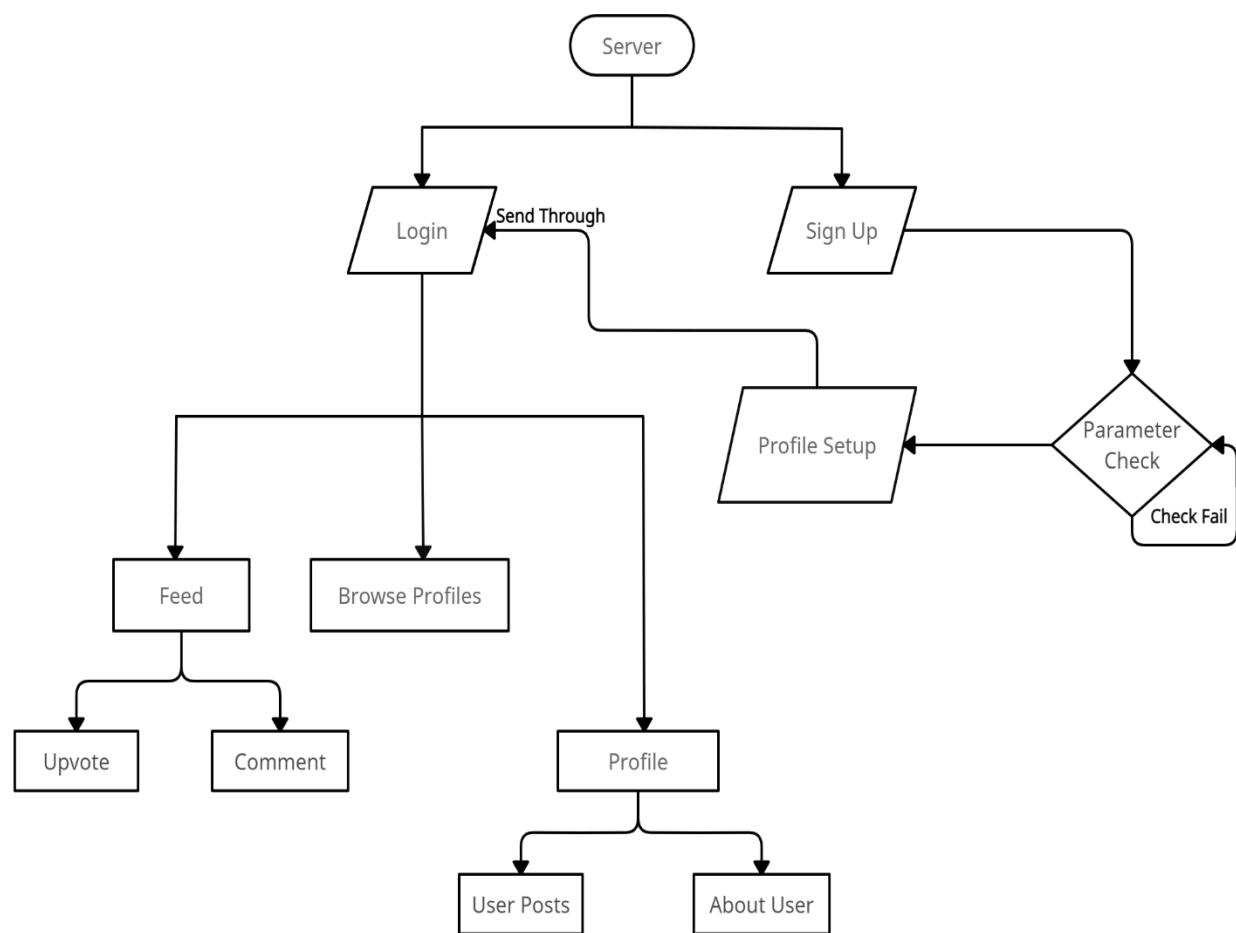 Server
Send Through
Login
Sign Up
Parameter
Check
Profile Setup
Check Fail
Feed
Browse Profiles
Upvote
Comment
Profile
User Posts
About User